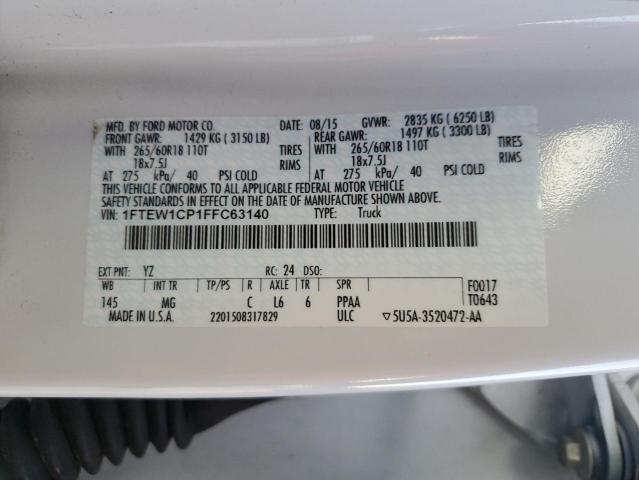 MFD. BY FORD MOTOR CO. DATE: 08/15 GVWR: 2835 KG ( 6250 LB)
FRONT GAWR: 1429 KG ( 3150 LB) REAR GAWR: 1497 KG ( 3300 LB)
WITH 265/60R18 110T TIRES WITH 265/60R18 110T TIRES
18x7.5J RIMS 18x7.5J RIMS
AT 275 kPa/ 40 PSI COLD AT 275 kPa/ 40 PSI COLD
THIS VEHICLE CONFORMS TO ALL APPLICABLE FEDERAL MOTOR VEHICLE
SAFETY STANDARDS IN EFFECT ON THE DATE OF MANUFACTURE SHOWN ABOVE.
VIN: 1FTEW1CP1FFC63140 TYPE: Truck
EXT PNT: YZ RC: 24 DSO:
WB INT TR TP/PS R AXLE TR SPR F0017
145 MG C L6 6 PPAA T0643
MADE IN U.S.A. 2201508317829 ULC ▽5U5A-3520472-AA